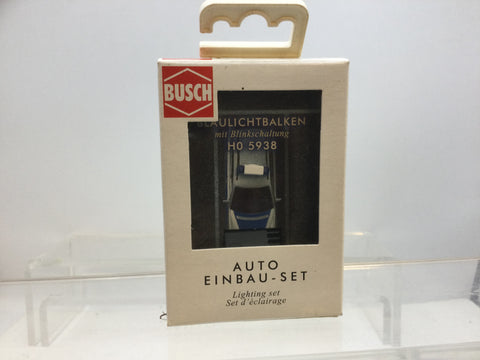 BUSCH
BLAULICHTBALKEN
mit Blinkschaltung
H0 5938
AUTO
EINBAU-SET
Lighting set
Set d'éclairage